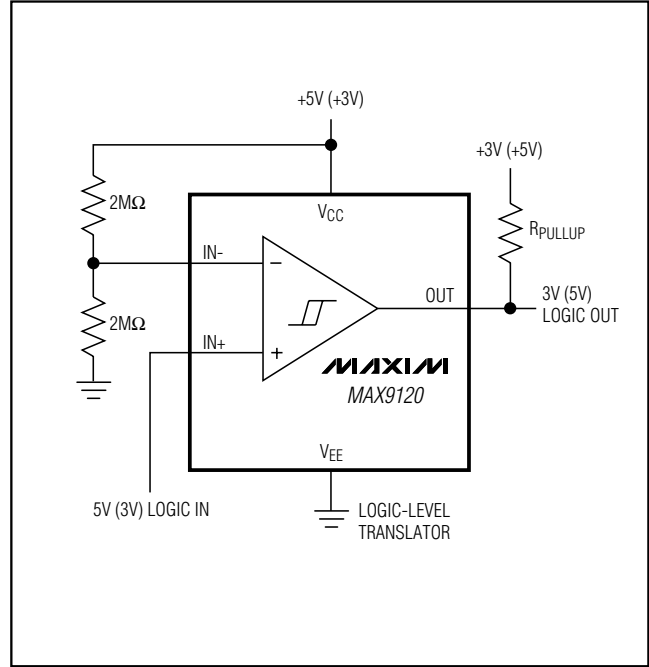 +5V (+3V)
+3V (+5V)
2MΩ
VCC
RPULLUP
IN-
−
OUT
3V (5V)
LOGIC OUT
2MΩ
IN+
+
MAXIM
MAX9120
VEE
5V (3V) LOGIC IN
LOGIC-LEVEL
TRANSLATOR